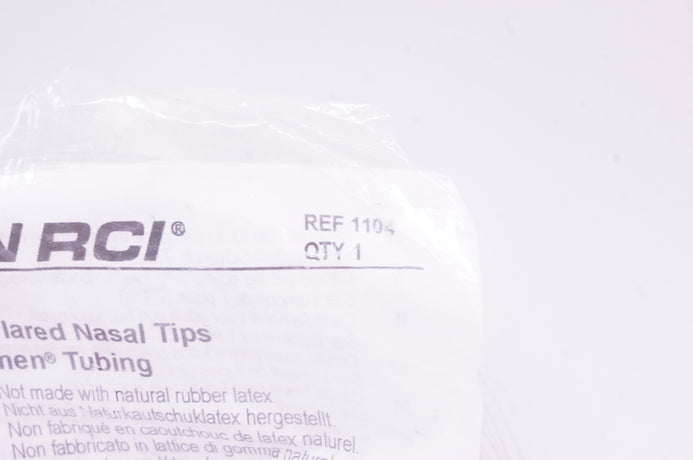 N RCI®
REF 1104
QTY 1
lared Nasal Tips
men® Tubing
Not made with natural rubber latex.
Nicht aus Naturkautschuklatex hergestellt.
Non fabriqué en caoutchouc de latex naturel.
Non fabbricato in lattice di gomma